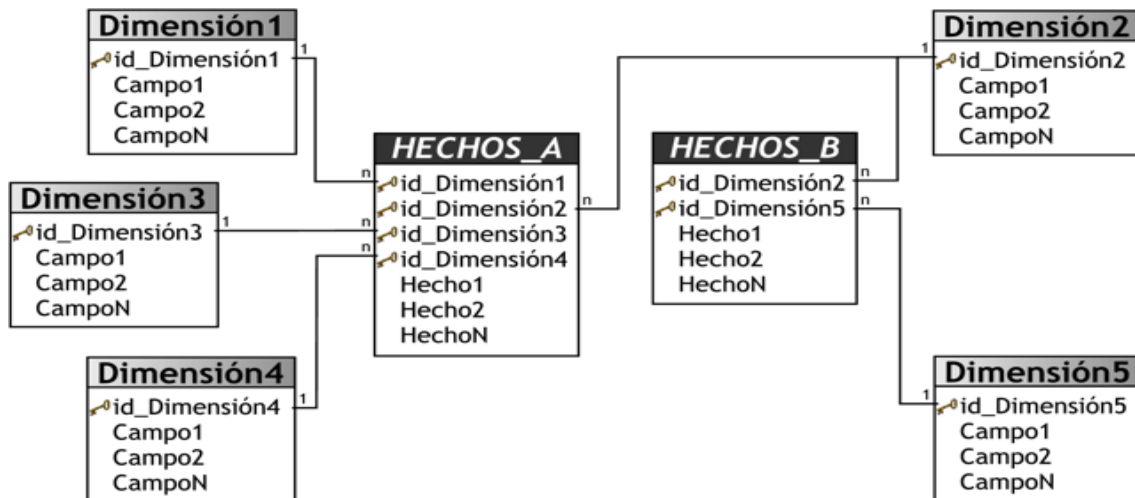 Dimensión1
1
id_Dimensión1
Campo1
Campo2
CampoN
Dimensión2
1
id_Dimensión2
Campo1
Campo2
CampoN
Dimensión3
1
id_Dimensión3
Campo1
Campo2
CampoN
HECHOS_A
n
id_Dimensión1
id_Dimensión2
n
n
id_Dimensión3
n
id_Dimensión4
Hecho1
Hecho2
HechoN
HECHOS_B
id_Dimensión2
n
id_Dimensión5
n
Hecho1
Hecho2
HechoN
Dimensión4
1
id_Dimensión4
Campo1
Campo2
CampoN
Dimensión5
1
id_Dimensión5
Campo1
Campo2
CampoN